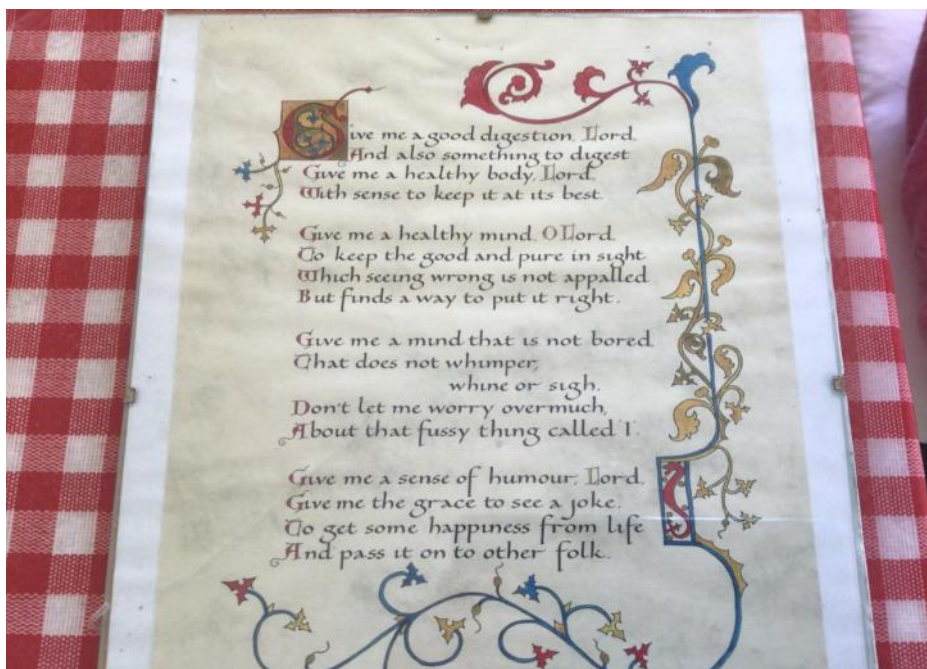 Give me a good digestion, Lord
And also something to digest
Give me a healthy body, Lord
With sense to keep it at its best.
Give me a healthy mind, O Lord
To keep the good and pure in sight
Which seeing wrong is not appalled
But finds a way to put it right.
Give me a mind that is not bored
That does not whimper,
whine or sigh.
Don't let me worry overmuch,
About that fussy thing called 'I'.
Give me a sense of humour, Lord,
Give me the grace to see a joke.
To get some happiness from life
And pass it on to other folk.